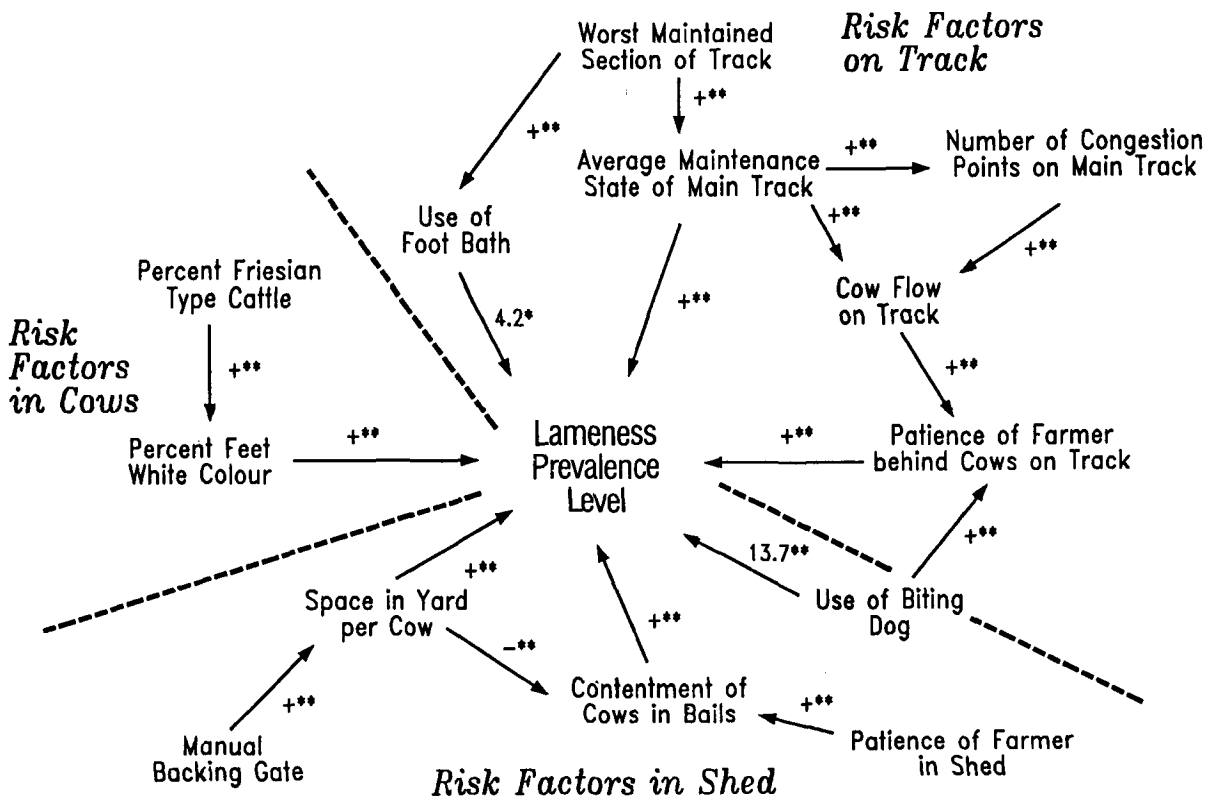 Worst Maintained
Section of Track
Risk Factors
on Track
+**
+**
Average Maintenance
State of Main Track
+**
Number of Congestion
Points on Main Track
Use of
Foot Bath
+**
+**
Percent Friesian
Type Cattle
Cow Flow
on Track
4.2*
+**
Risk
Factors
in Cows
+**
+**
Percent Feet
White Colour
+**
Lameness
Prevalence
Level
+**
Patience of Farmer
behind Cows on Track
13.7**
+**
+**
Space in Yard
per Cow
Use of Biting
Dog
+**
-**
Contentment of
Cows in Bails
+**
+**
Manual
Backing Gate
Patience of Farmer
in Shed
Risk Factors in Shed